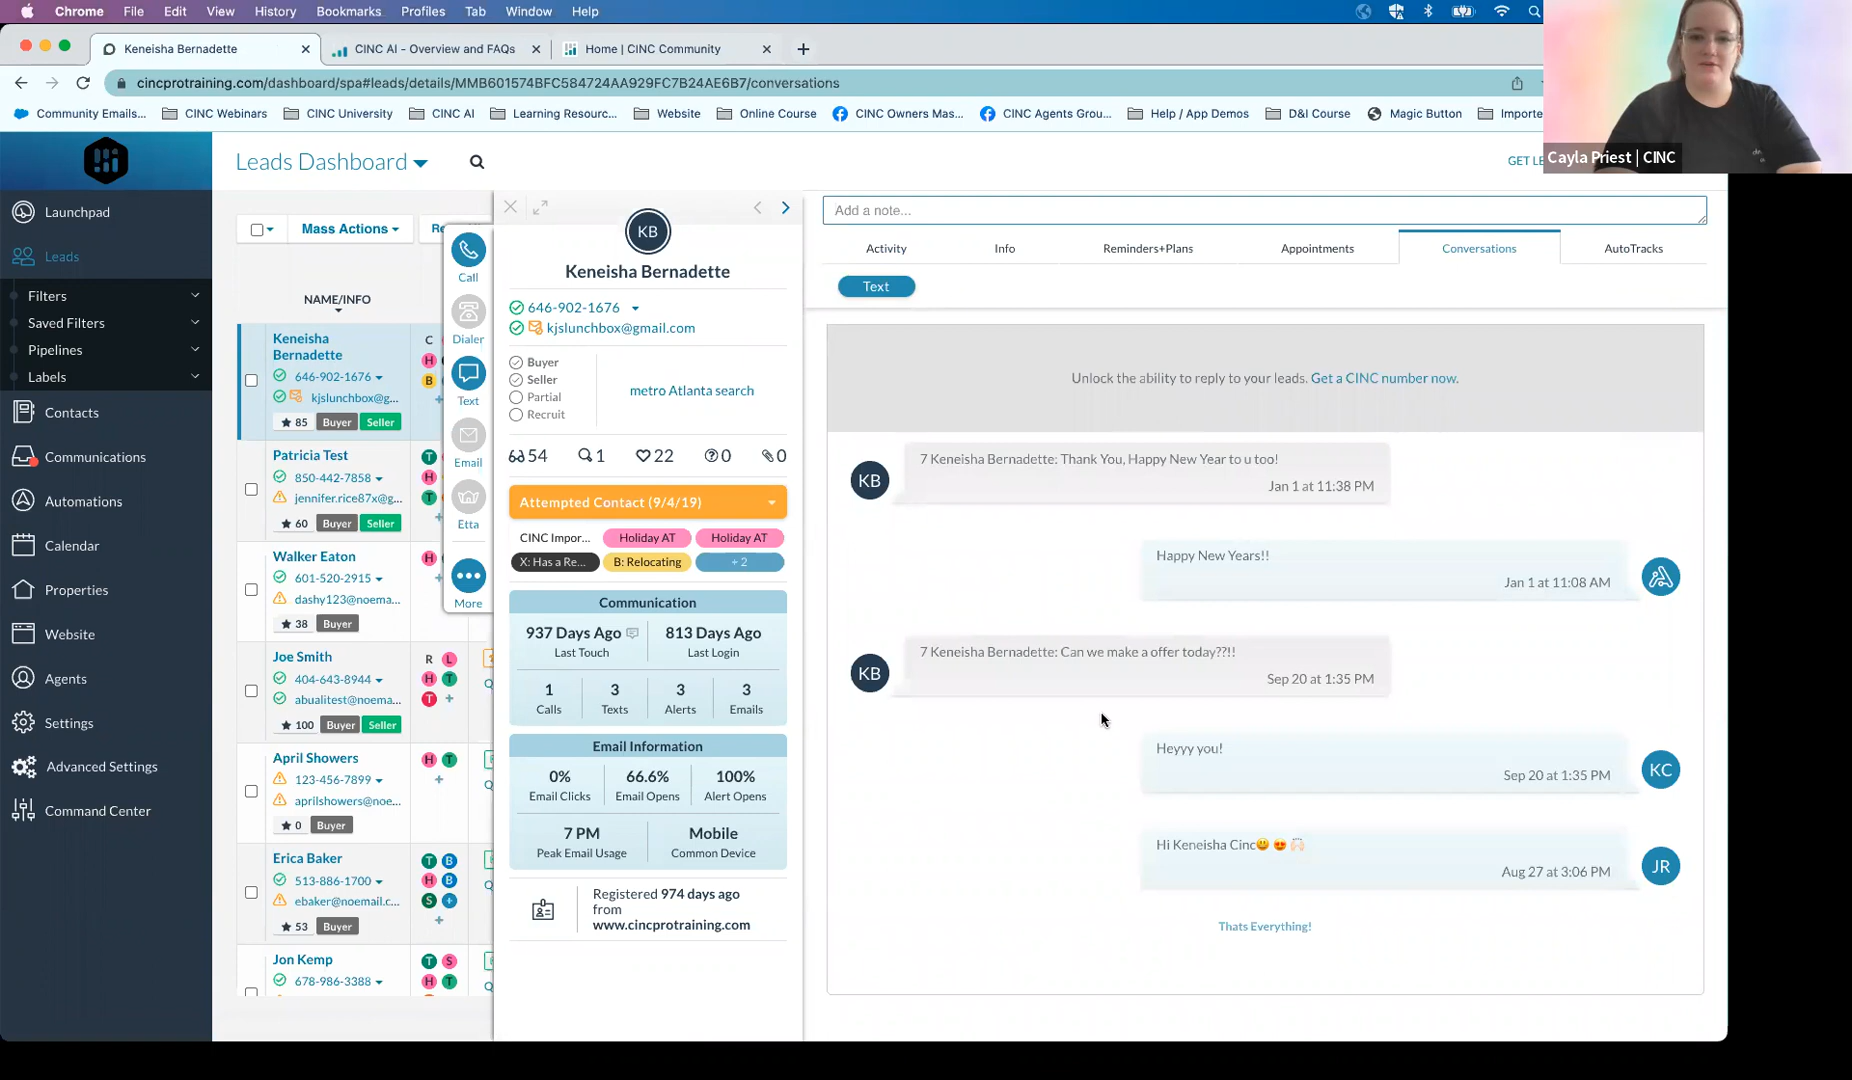 Chrome File Edit View History Bookmarks Profiles Tab Window Help
Keneisha Bernadette
CINC AI - Overview and FAQs
Home | CINC Community
cincprotraining.com/dashboard/spa#leads/details/MMB601574BFC584724AA929FC7B24AE6B7/conversations
Community Emails... CINC Webinars CINC University CINC AI Learning Resourc... Website Online Course CINC Owners Mas... CINC Agents Grou... Help / App Demos D&I Course Magic Button Importe
Cayla Priest | CINC
Leads Dashboard
GET LE
Launchpad
Leads
Filters
Saved Filters
Pipelines
Labels
Contacts
Communications
Automations
Calendar
Properties
Website
Agents
Settings
Advanced Settings
Command Center
Mass Actions
Re
NAME/INFO
Keneisha
Bernadette
646-902-1676
kjslunchbox@g...
85 Buyer Seller
C
H
B
+
Patricia Test
850-442-7858
jennifer.rice87x@g...
60 Buyer Seller
T
H
T +
Walker Eaton
601-520-2915
dashy123@noema...
38 Buyer
H
+
Joe Smith
404-643-8944
abualitest@noema...
100 Buyer Seller
R L
H T
T +
Q
April Showers
123-456-7899
aprilshowers@noe...
0 Buyer
H T
+
Q
Erica Baker
513-886-1700
ebaker@noemail.c...
53 Buyer
T B
H B
S +
+
Q
Jon Kemp
678-986-3388
T S
H T
Q
Call
Dialer
Text
Email
Etta
More
KB
Keneisha Bernadette
646-902-1676
kjslunchbox@gmail.com
Buyer
Seller
Partial
Recruit
metro Atlanta search
54 1 22 0 0
Attempted Contact (9/4/19)
CINC Impor... Holiday AT Holiday AT
X: Has a Re... B: Relocating + 2
Communication
937 Days Ago
Last Touch
813 Days Ago
Last Login
1 3 3 3
Calls Texts Alerts Emails
Email Information
0% 66.6% 100%
Email Clicks Email Opens Alert Opens
7 PM Mobile
Peak Email Usage Common Device
Registered 974 days ago
from
www.cincprotraining.com
Add a note...
Activity Info Reminders+Plans Appointments Conversations AutoTracks
Text
Unlock the ability to reply to your leads. Get a CINC number now.
KB
7 Keneisha Bernadette: Thank You, Happy New Year to u too!
Jan 1 at 11:38 PM
Happy New Years!!
Jan 1 at 11:08 AM
KB
7 Keneisha Bernadette: Can we make a offer today??!!
Sep 20 at 1:35 PM
Heyyy you!
Sep 20 at 1:35 PM
KC
Hi Keneisha Cinc😃 😍 🙌🏻
Aug 27 at 3:06 PM
JR
Thats Everything!